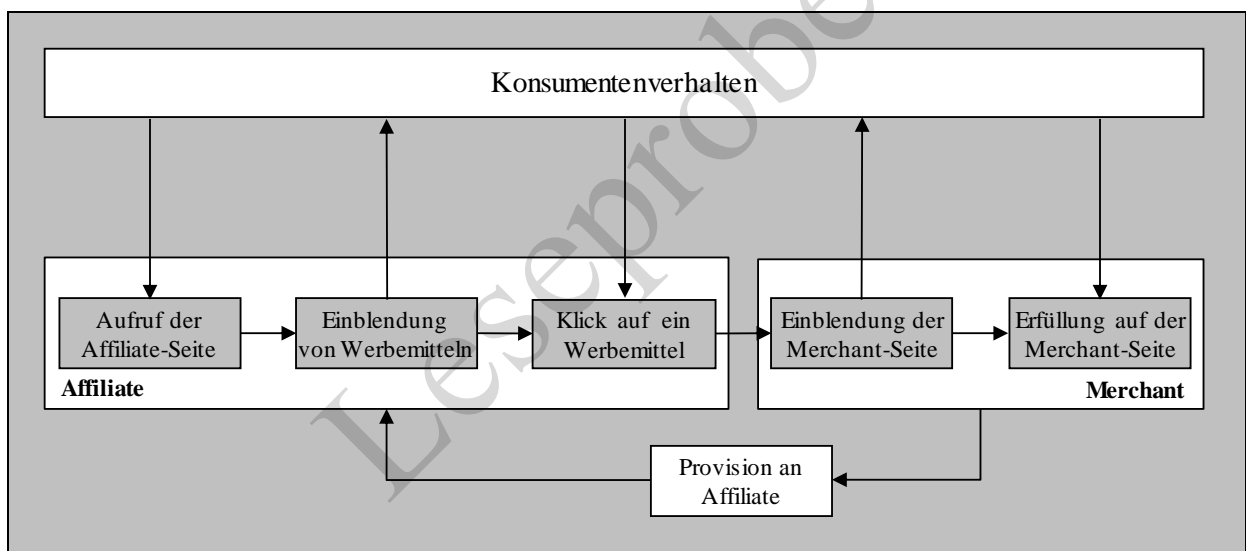 Konsumentenverhalten
Aufruf der
Affiliate-Seite
Einblendung
von Werbemitteln
Klick auf ein
Werbemittel
Affiliate
Einblendung der
Merchant-Seite
Erfüllung auf der
Merchant-Seite
Merchant
Provision an
Affiliate
Leseprobe